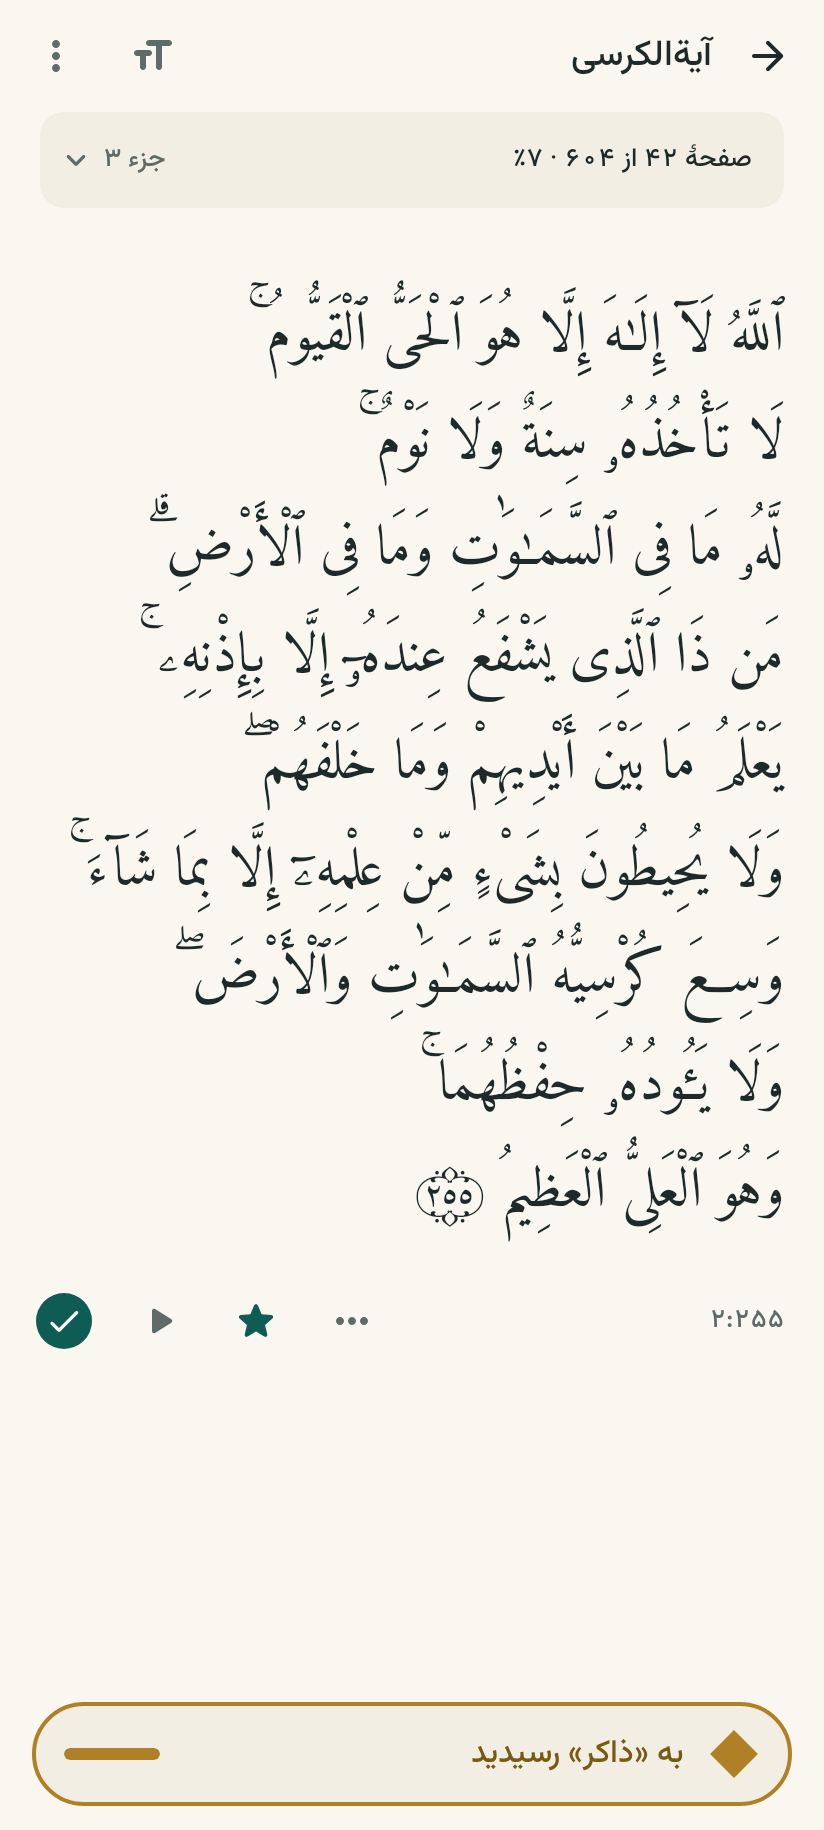 آیةالکرسی
صفحهٔ ۴۲ از ۶۰۴ · ۷٪
جزء ۳
ٱللَّهُ لَآ إِلَـٰهَ إِلَّا هُوَ ٱلْحَىُّ ٱلْقَيُّومُ ۚ
لَا تَأْخُذُهُۥ سِنَةٌ وَلَا نَوْمٌ ۚ
لَّهُۥ مَا فِى ٱلسَّمَـٰوَٰتِ وَمَا فِى ٱلْأَرْضِ ۗ
مَن ذَا ٱلَّذِى يَشْفَعُ عِندَهُۥٓ إِلَّا بِإِذْنِهِۦ ۚ
يَعْلَمُ مَا بَيْنَ أَيْدِيهِمْ وَمَا خَلْفَهُمْ ۖ
وَلَا يُحِيطُونَ بِشَىْءٍ مِّنْ عِلْمِهِۦٓ إِلَّا بِمَا شَآءَ ۚ
وَسِعَ كُرْسِيُّهُ ٱلسَّمَـٰوَٰتِ وَٱلْأَرْضَ ۖ
وَلَا يَـُٔودُهُۥ حِفْظُهُمَا ۚ
وَهُوَ ٱلْعَلِىُّ ٱلْعَظِيمُ ۝٢٥٥
۲:۲۵۵
به «ذاکر» رسیدید